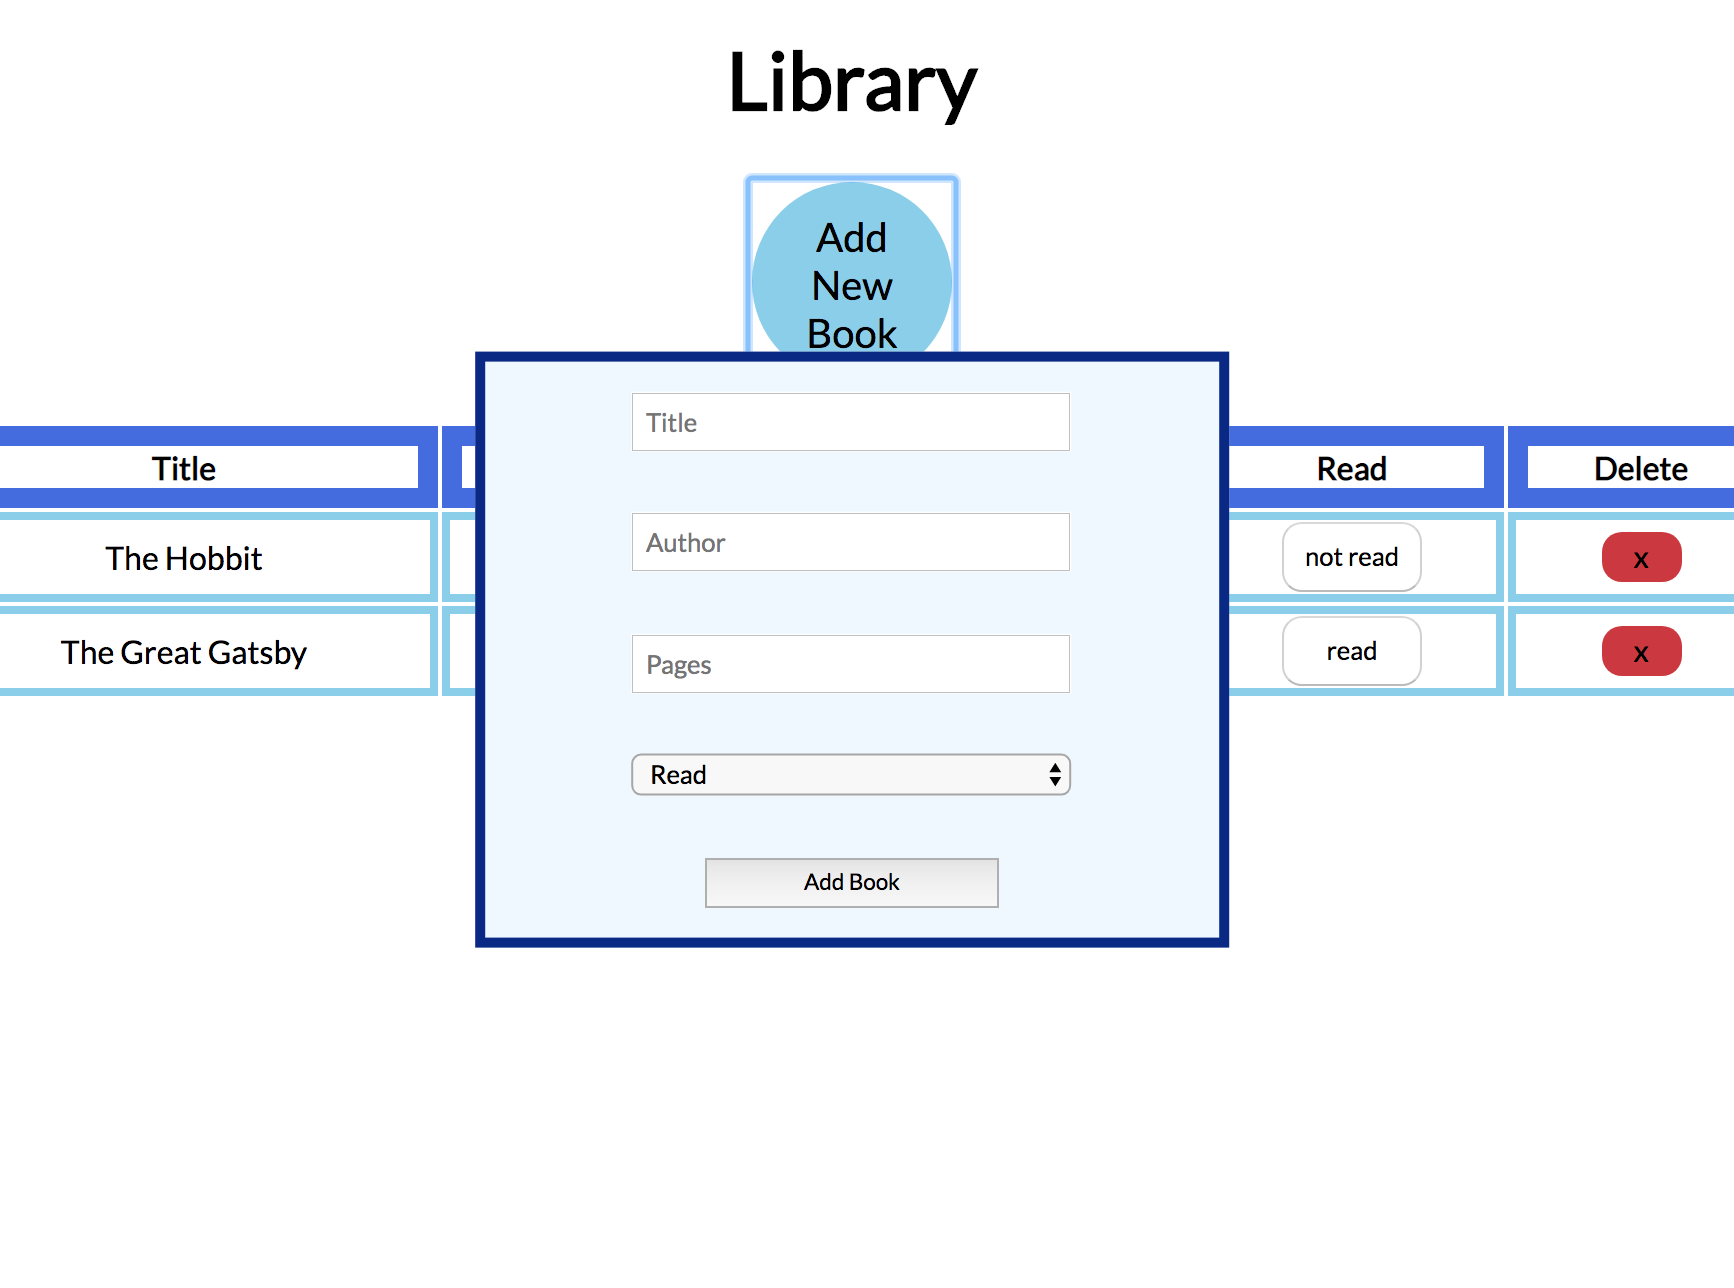 Library
Add
New
Book
Title
Author
Pages
Read
Add Book
Title
Read
Delete
The Hobbit
not read
x
The Great Gatsby
read
x